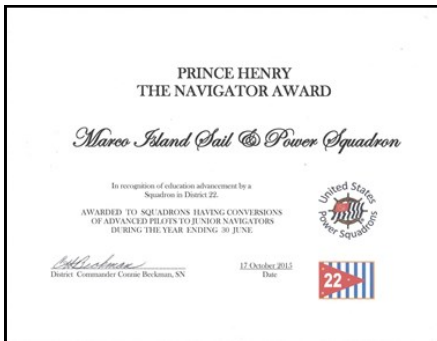 PRINCE HENRY
THE NAVIGATOR AWARD
Marco Island Sail & Power Squadron
In recognition of education advancement by a
Squadron in District 22.
AWARDED TO SQUADRONS HAVING CONVERSIONS
OF ADVANCED PILOTS TO JUNIOR NAVIGATORS
DURING THE YEAR ENDING 30 JUNE
United States
Power Squadrons
CH Beckman
17 October 2015
District Commander Connie Beckman, SN
Date
22